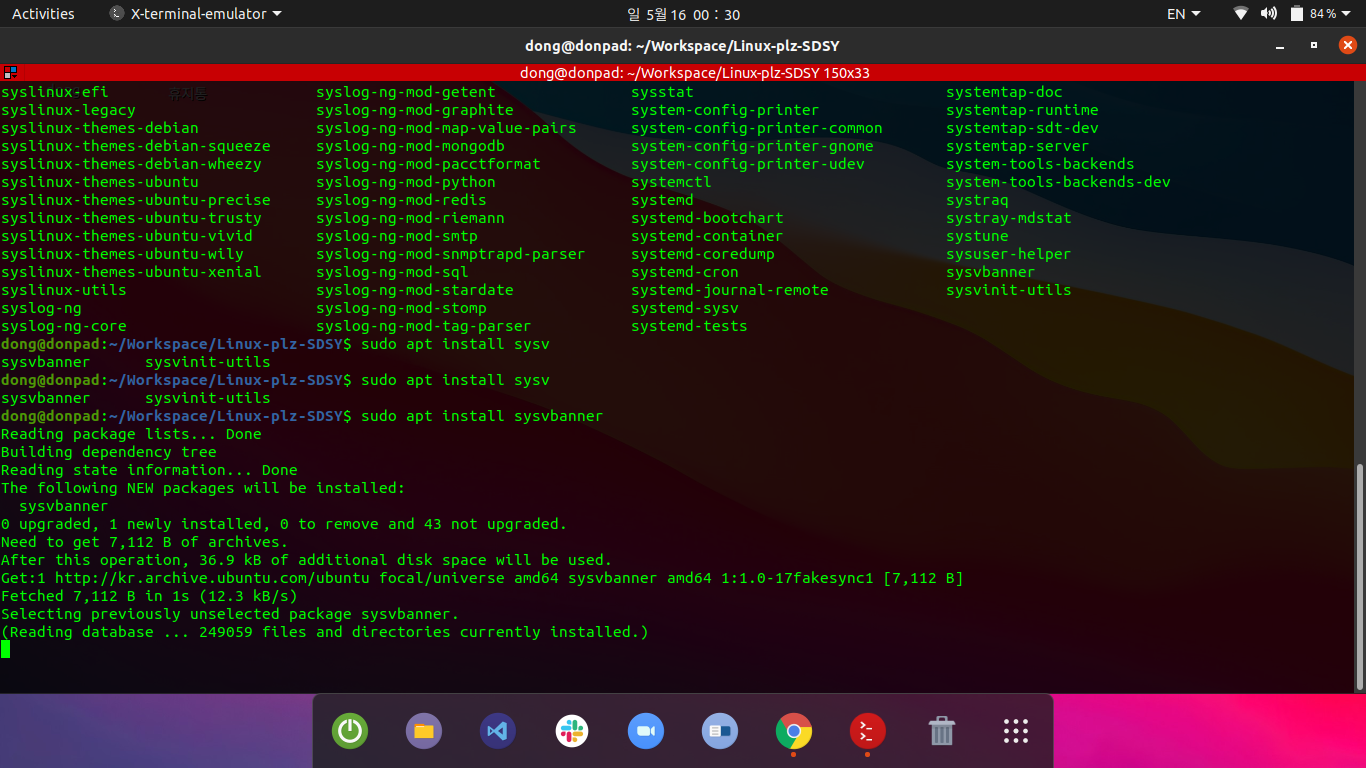 Activities X-terminal-emulator 일 5월 16 00 : 30 EN 84 %
dong@donpad: ~/Workspace/Linux-plz-SDSY
dong@donpad: ~/Workspace/Linux-plz-SDSY 150x33
휴지통
syslinux-efi syslog-ng-mod-getent sysstat systemtap-doc
syslinux-legacy syslog-ng-mod-graphite system-config-printer systemtap-runtime
syslinux-themes-debian syslog-ng-mod-map-value-pairs system-config-printer-common systemtap-sdt-dev
syslinux-themes-debian-squeeze syslog-ng-mod-mongodb system-config-printer-gnome systemtap-server
syslinux-themes-debian-wheezy syslog-ng-mod-pacctformat system-config-printer-udev system-tools-backends
syslinux-themes-ubuntu syslog-ng-mod-python systemctl system-tools-backends-dev
syslinux-themes-ubuntu-precise syslog-ng-mod-redis systemd systraq
syslinux-themes-ubuntu-trusty syslog-ng-mod-riemann systemd-bootchart systray-mdstat
syslinux-themes-ubuntu-vivid syslog-ng-mod-smtp systemd-container systune
syslinux-themes-ubuntu-wily syslog-ng-mod-snmptrapd-parser systemd-coredump sysuser-helper
syslinux-themes-ubuntu-xenial syslog-ng-mod-sql systemd-cron sysvbanner
syslinux-utils syslog-ng-mod-stardate systemd-journal-remote sysvinit-utils
syslog-ng syslog-ng-mod-stomp systemd-sysv
syslog-ng-core syslog-ng-mod-tag-parser systemd-tests
dong@donpad:~/Workspace/Linux-plz-SDSY$ sudo apt install sysv
sysvbanner sysvinit-utils
dong@donpad:~/Workspace/Linux-plz-SDSY$ sudo apt install sysv
sysvbanner sysvinit-utils
dong@donpad:~/Workspace/Linux-plz-SDSY$ sudo apt install sysvbanner
Reading package lists... Done
Building dependency tree
Reading state information... Done
The following NEW packages will be installed:
sysvbanner
0 upgraded, 1 newly installed, 0 to remove and 43 not upgraded.
Need to get 7,112 B of archives.
After this operation, 36.9 kB of additional disk space will be used.
Get:1 http://kr.archive.ubuntu.com/ubuntu focal/universe amd64 sysvbanner amd64 1:1.0-17fakesync1 [7,112 B]
Fetched 7,112 B in 1s (12.3 kB/s)
Selecting previously unselected package sysvbanner.
(Reading database ... 249059 files and directories currently installed.)